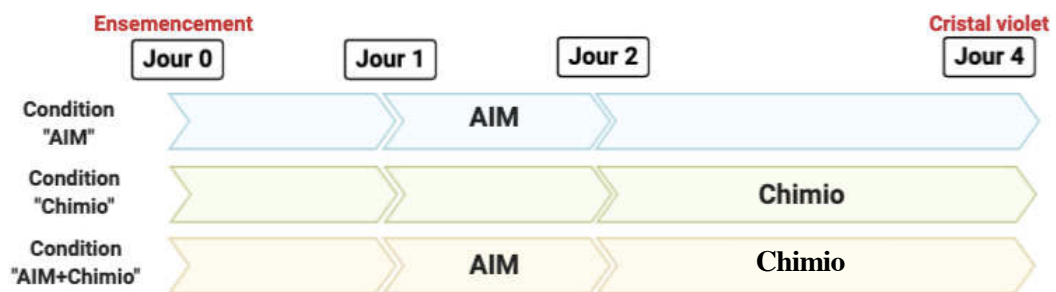 Ensemencement
Cristal violet
Jour 0
Jour 1
Jour 2
Jour 4
Condition
"AIM"
AIM
Condition
"Chimio"
Chimio
Condition
"AIM+Chimio"
AIM
Chimio